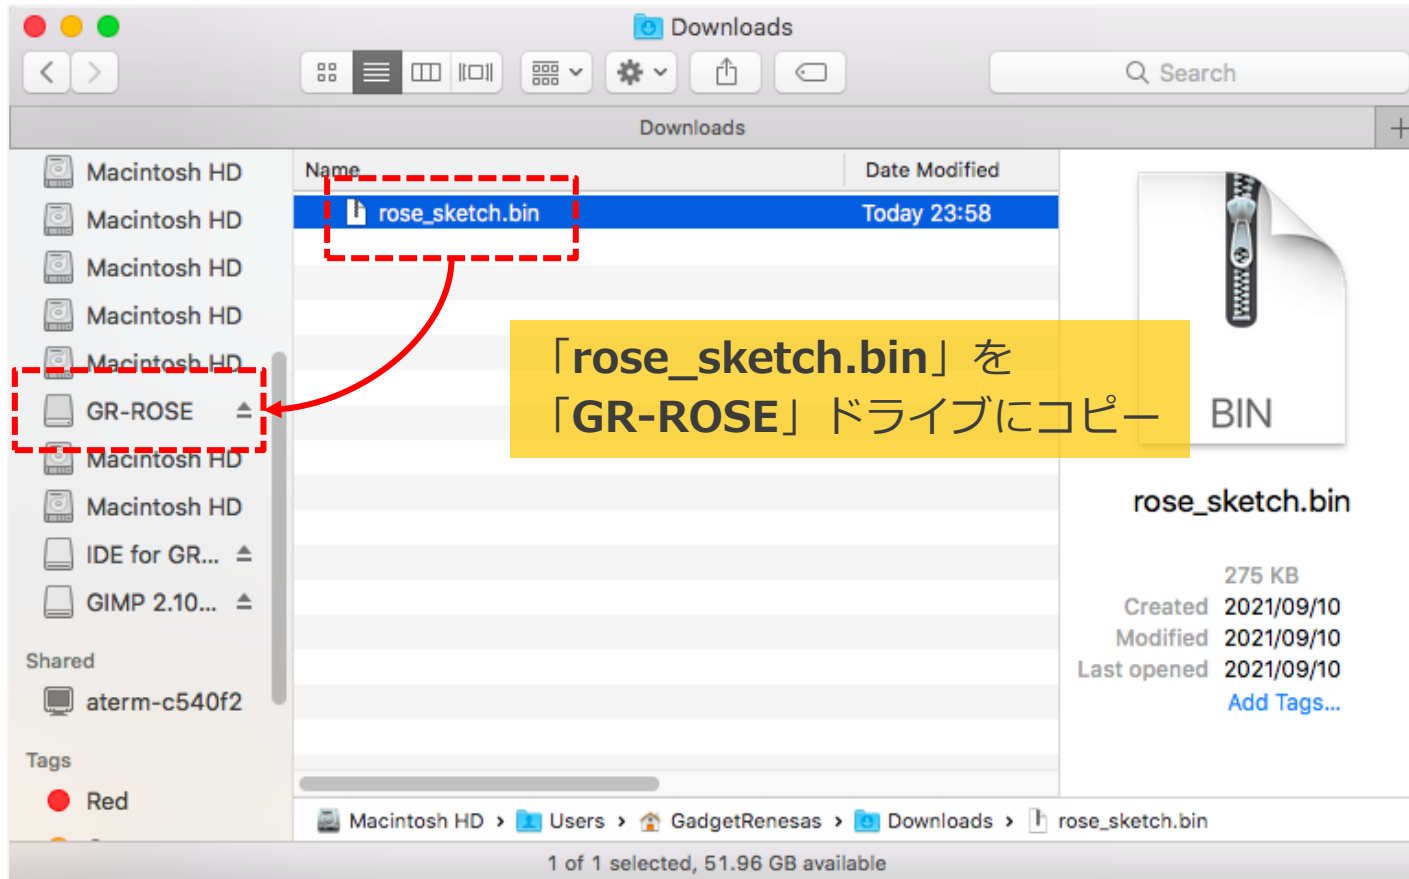 Downloads
Search
Downloads
Macintosh HD
Macintosh HD
Macintosh HD
Macintosh HD
Macintosh HD
GR-ROSE
Macintosh HD
Macintosh HD
IDE for GR...
GIMP 2.10...
Shared
aterm-c540f2
Tags
Red
Name
Date Modified
rose_sketch.bin
Today 23:58
「rose_sketch.bin」を
「GR-ROSE」ドライブにコピー
BIN
rose_sketch.bin
275 KB
Created 2021/09/10
Modified 2021/09/10
Last opened 2021/09/10
Add Tags...
Macintosh HD › Users › GadgetRenesas › Downloads › rose_sketch.bin
1 of 1 selected, 51.96 GB available